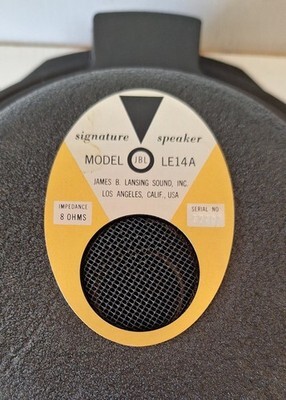 signature speaker
MODEL JBL LE14A
JAMES B. LANSING SOUND, INC.
LOS ANGELES, CALIF., USA
IMPEDANCE
8 OHMS
SERIAL NO